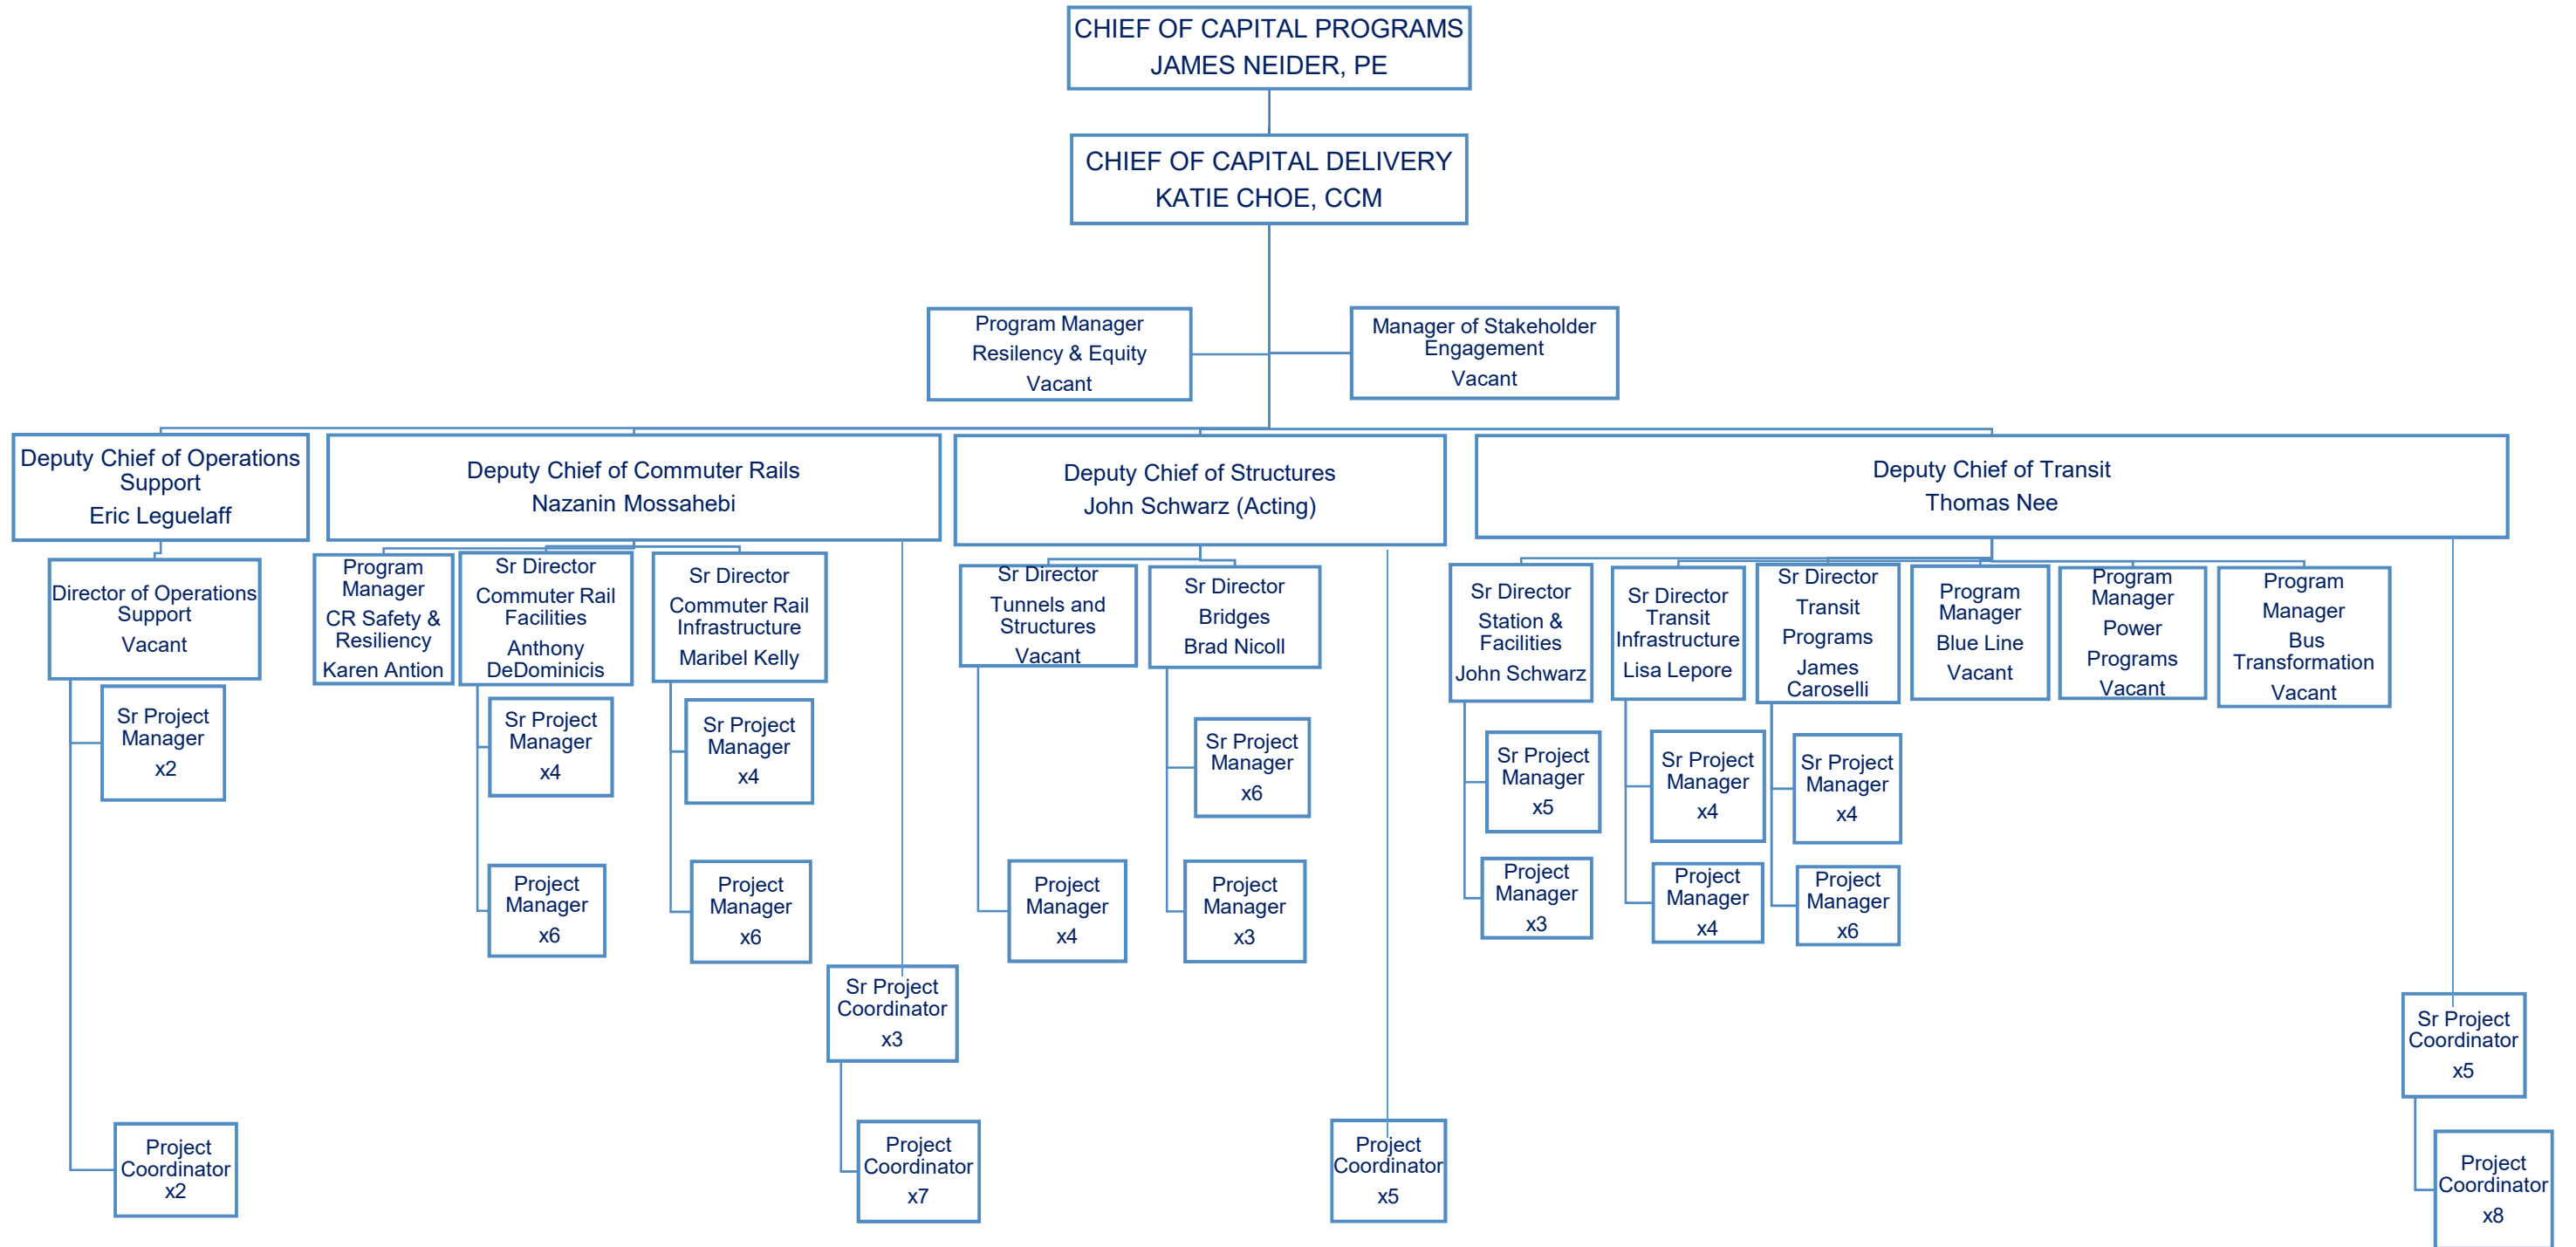 CHIEF OF CAPITAL PROGRAMS
JAMES NEIDER, PE
CHIEF OF CAPITAL DELIVERY
KATIE CHOE, CCM
Program Manager
Resilency & Equity
Vacant
Manager of Stakeholder
Engagement
Vacant
Deputy Chief of Operations
Support
Eric Leguelaff
Deputy Chief of Commuter Rails
Nazanin Mossahebi
Deputy Chief of Structures
John Schwarz (Acting)
Deputy Chief of Transit
Thomas Nee
Director of Operations
Support
Vacant
Program
Manager
CR Safety &
Resiliency
Karen Antion
Sr Director
Commuter Rail
Facilities
Anthony
DeDominicis
Sr Director
Commuter Rail
Infrastructure
Maribel Kelly
Sr Director
Tunnels and
Structures
Vacant
Sr Director
Bridges
Brad Nicoll
Sr Director
Station &
Facilities
John Schwarz
Sr Director
Transit
Infrastructure
Lisa Lepore
Sr Director
Transit
Programs
James
Caroselli
Program
Manager
Blue Line
Vacant
Program
Manager
Power
Programs
Vacant
Program
Manager
Bus
Transformation
Vacant
Sr Project
Manager
x2
Sr Project
Manager
x4
Sr Project
Manager
x4
Sr Project
Manager
x6
Sr Project
Manager
x5
Sr Project
Manager
x4
Sr Project
Manager
x4
Project
Manager
x6
Project
Manager
x6
Project
Manager
x4
Project
Manager
x3
Project
Manager
x3
Project
Manager
x4
Project
Manager
x6
Sr Project
Coordinator
x3
Sr Project
Coordinator
x5
Project
Coordinator
x2
Project
Coordinator
x7
Project
Coordinator
x5
Project
Coordinator
x8